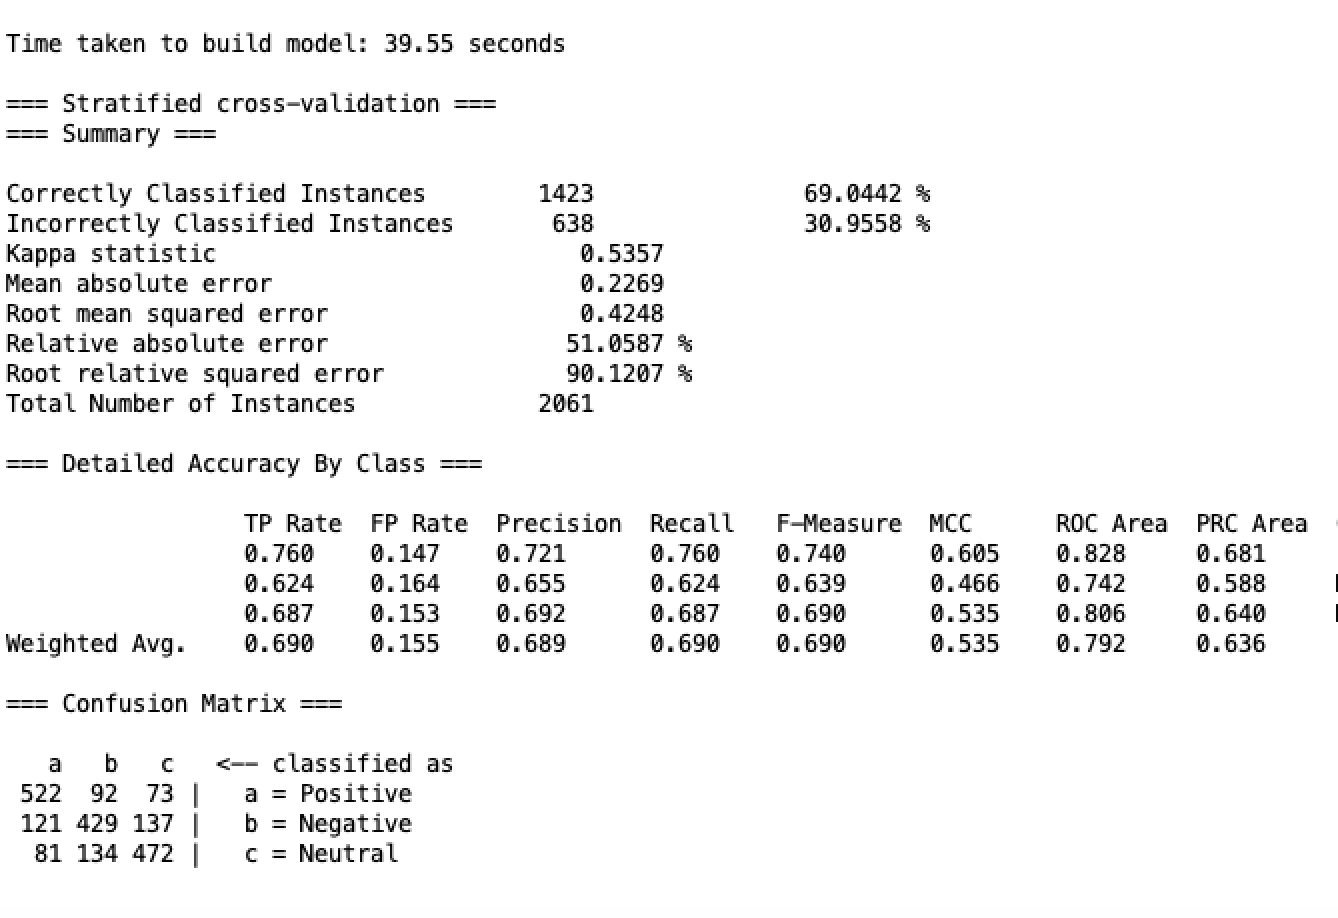 Time taken to build model: 39.55 seconds
=== Stratified cross-validation ===
=== Summary ===
Correctly Classified Instances 1423 69.0442 %
Incorrectly Classified Instances 638 30.9558 %
Kappa statistic 0.5357
Mean absolute error 0.2269
Root mean squared error 0.4248
Relative absolute error 51.0587 %
Root relative squared error 90.1207 %
Total Number of Instances 2061
=== Detailed Accuracy By Class ===
TP Rate FP Rate Precision Recall F-Measure MCC ROC Area PRC Area
0.760 0.147 0.721 0.760 0.740 0.605 0.828 0.681
0.624 0.164 0.655 0.624 0.639 0.466 0.742 0.588
0.687 0.153 0.692 0.687 0.690 0.535 0.806 0.640
Weighted Avg. 0.690 0.155 0.689 0.690 0.690 0.535 0.792 0.636
=== Confusion Matrix ===
a b c <-- classified as
522 92 73 | a = Positive
121 429 137 | b = Negative
81 134 472 | c = Neutral